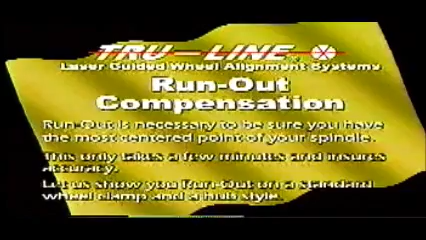 TRU-LINE
Laser Guided Wheel Alignment Systems
Run-Out
Compensation
Run-Out is necessary to be sure you have
the most centered point of your spindle.
This only takes a few minutes and insures
accuracy.
Let us show you Run-Out on a standard
wheel clamp and a hub style.